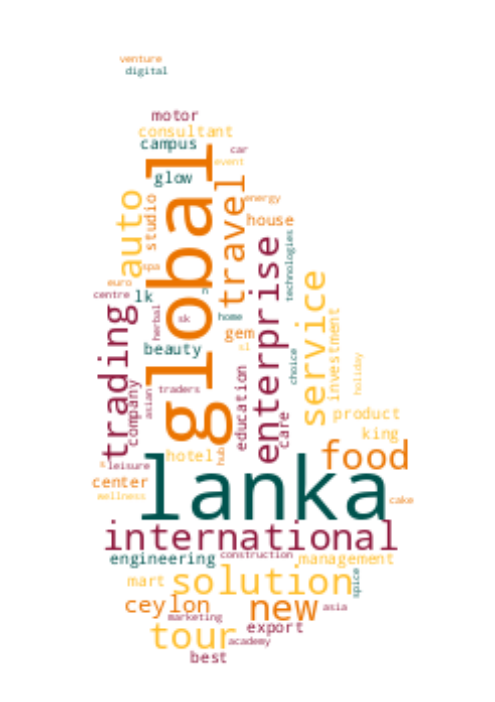 venture
digital
motor
consultant
campus
car
event
glow
energy
auto
studio
global
travel
house
enterprise
technologies
spa
euro
centre
lk
n
service
herbal
sk
home
trading
gem
sl
investment
beauty
choice
holiday
company
asian
traders
education
care
product
king
hotel
hub
food
s
leisure
center
wellness
lanka
cake
international
engineering
construction
management
mart
solution
spice
ceylon
new
asia
marketing
tour
export
academy
best